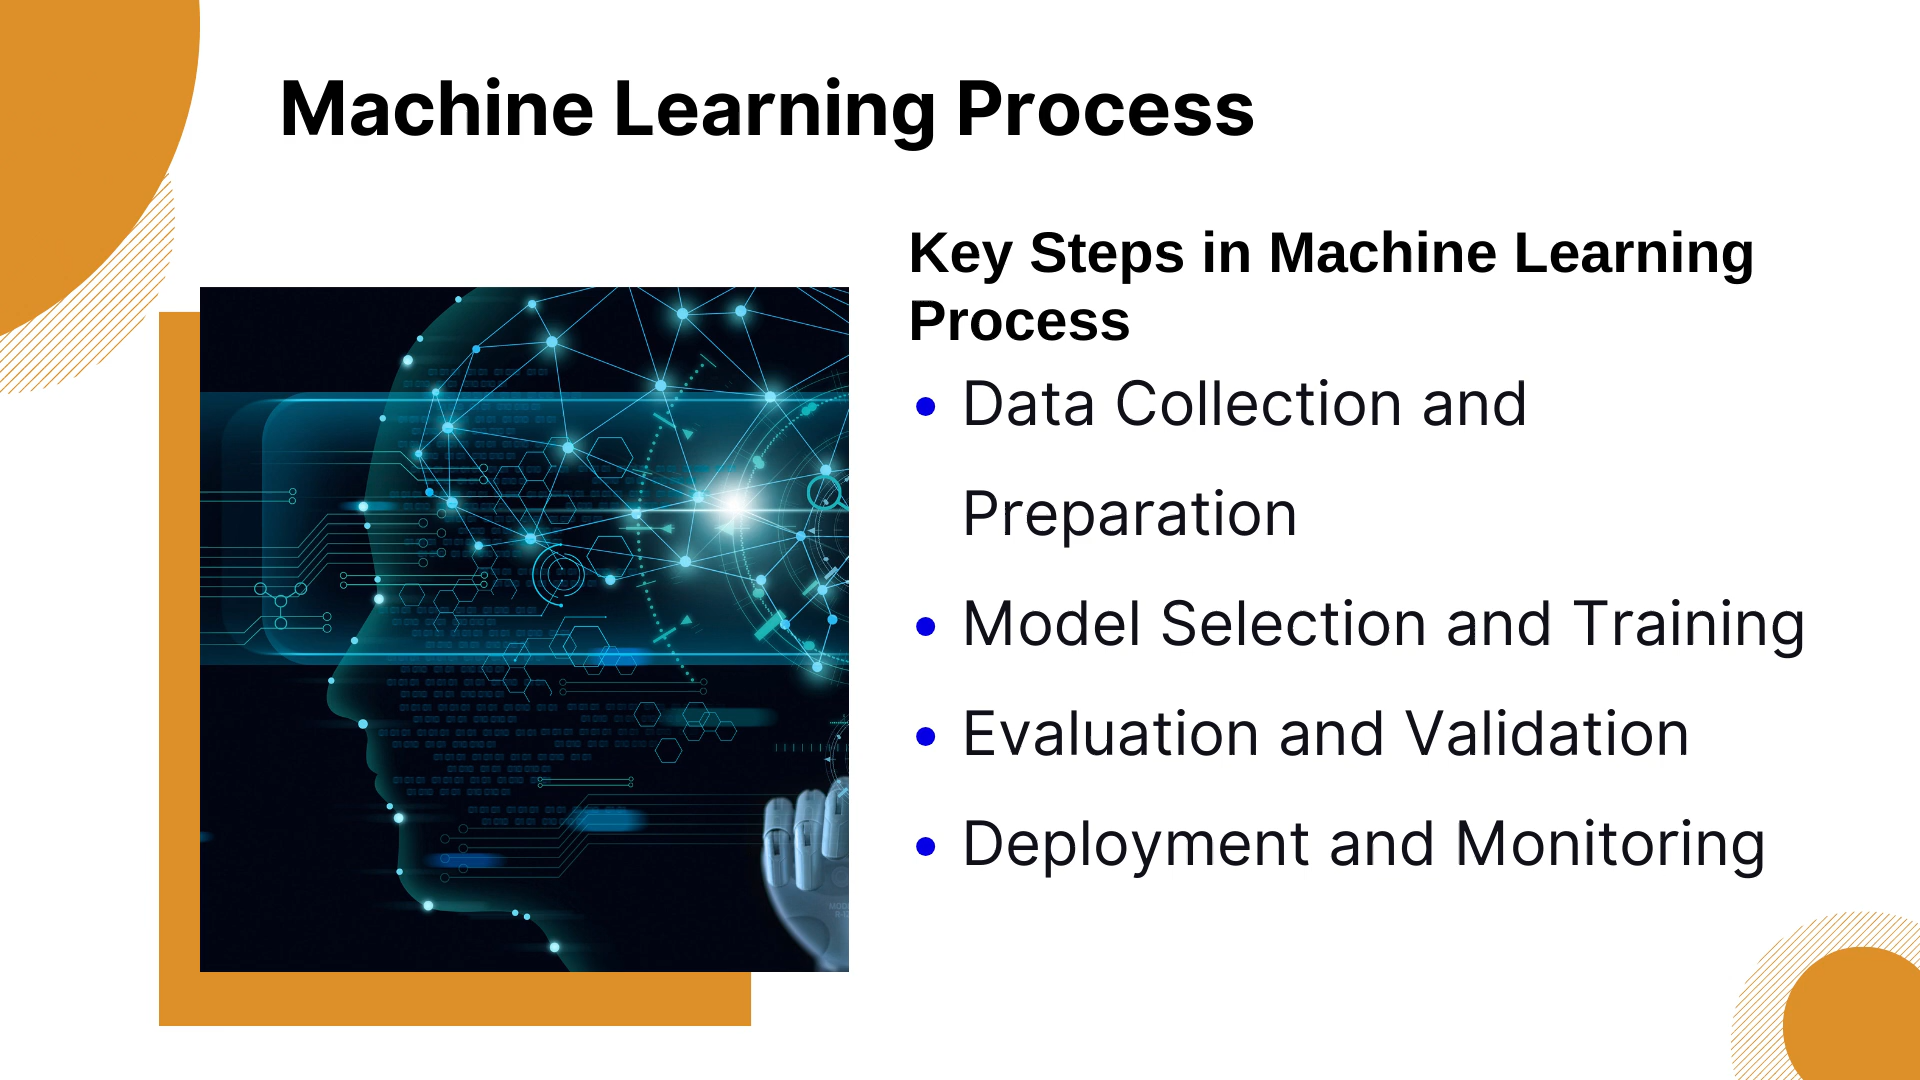 Machine Learning Process
Key Steps in Machine Learning
Process
• Data Collection and
Preparation
• Model Selection and Training
• Evaluation and Validation
• Deployment and Monitoring